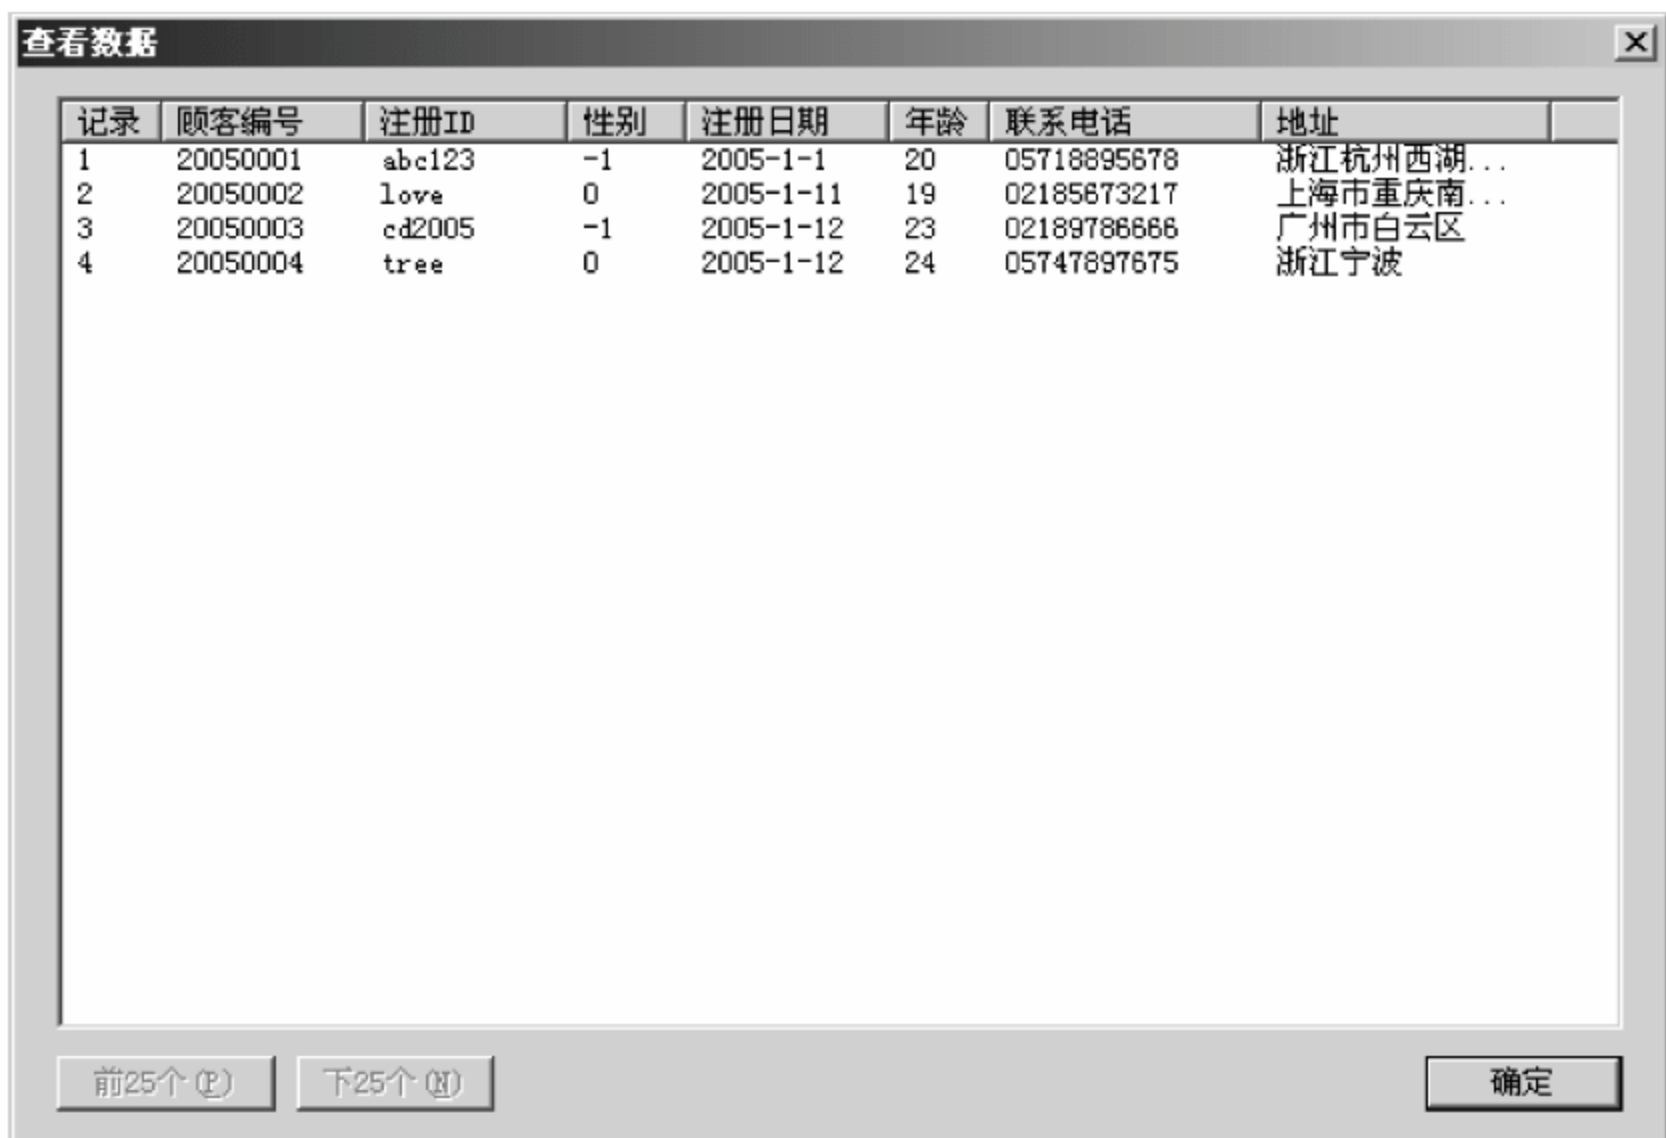 查看数据
记录 顾客编号 注册ID 性别 注册日期 年龄 联系电话 地址
1 20050001 abc123 -1 2005-1-1 20 05718895678 浙江杭州西湖...
2 20050002 love 0 2005-1-11 19 02185673217 上海市重庆南...
3 20050003 cd2005 -1 2005-1-12 23 02189786666 广州市白云区
4 20050004 tree 0 2005-1-12 24 05747897675 浙江宁波
前25个(P) 下25个(N) 确定